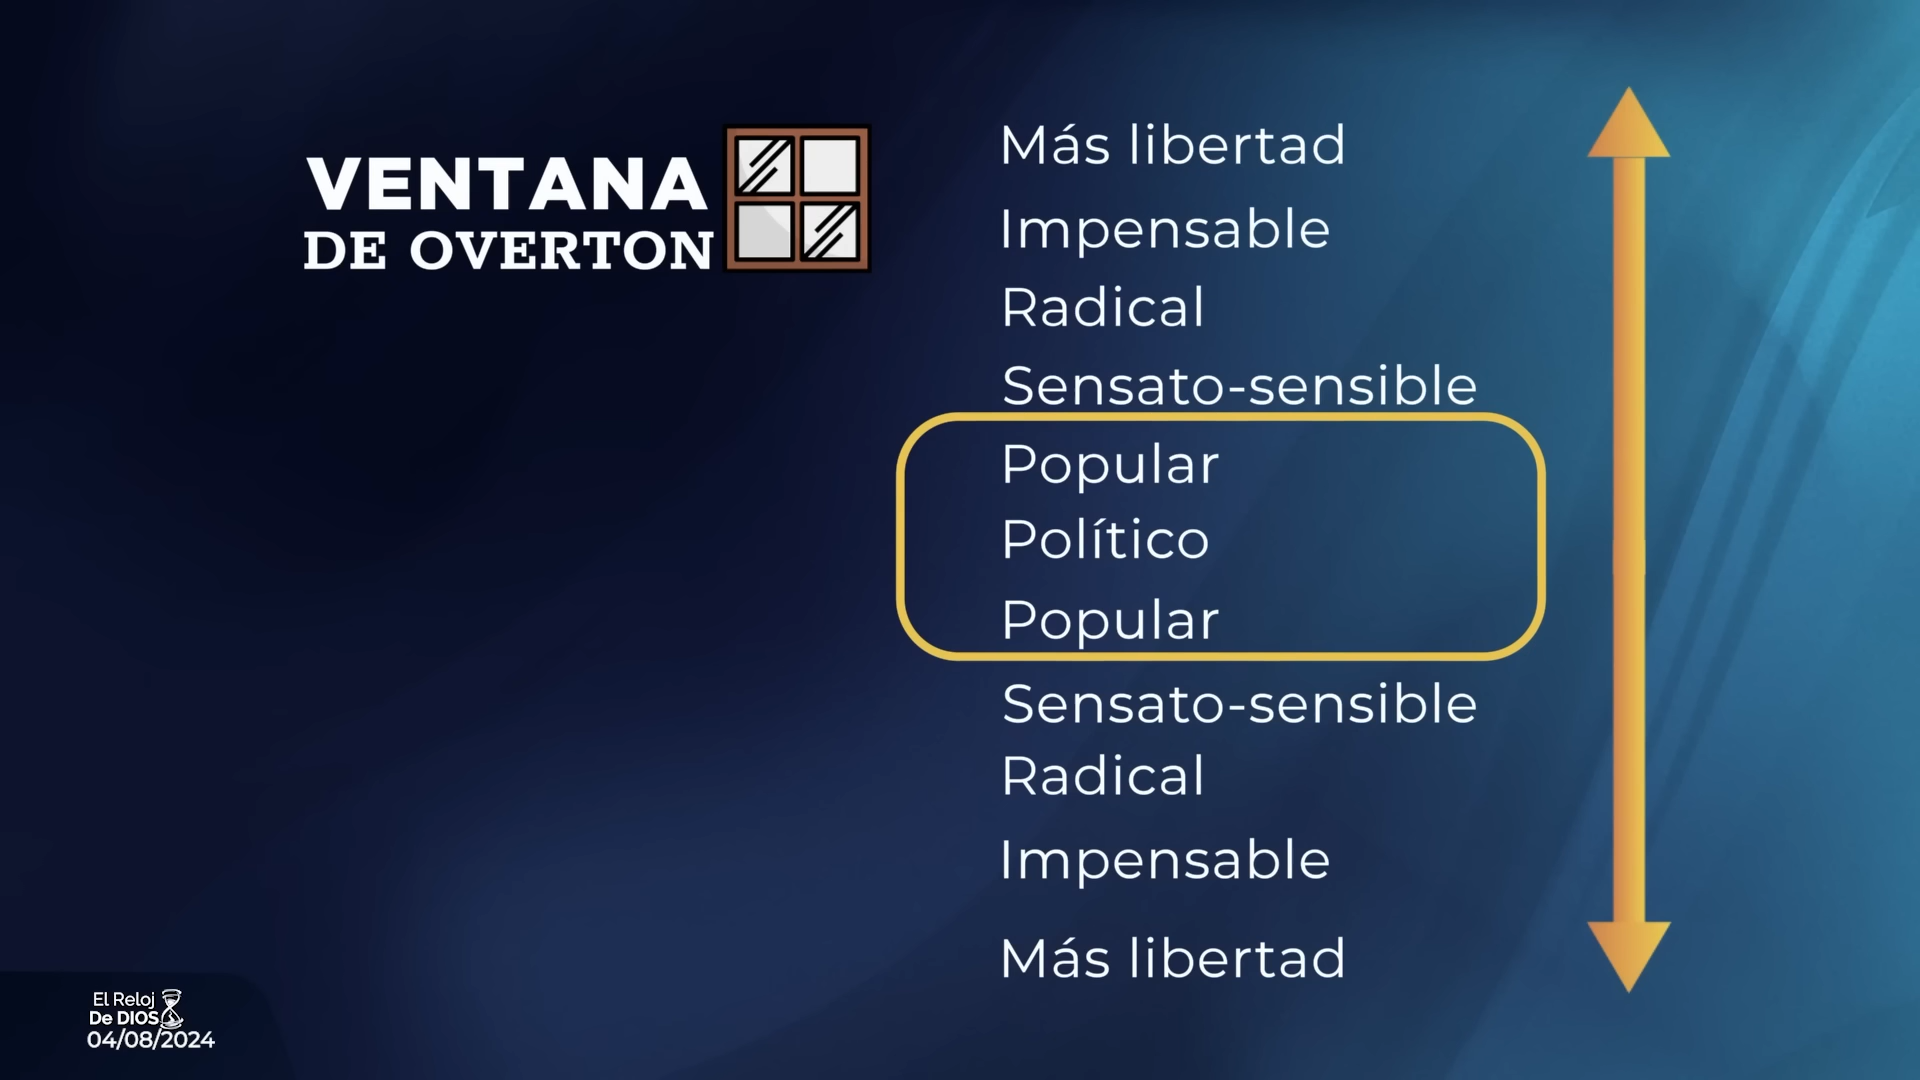 VENTANA
DE OVERTON
Más libertad
Impensable
Radical
Sensato-sensible
Popular
Político
Popular
Sensato-sensible
Radical
Impensable
Más libertad
El Reloj
De DIOS
04/08/2024